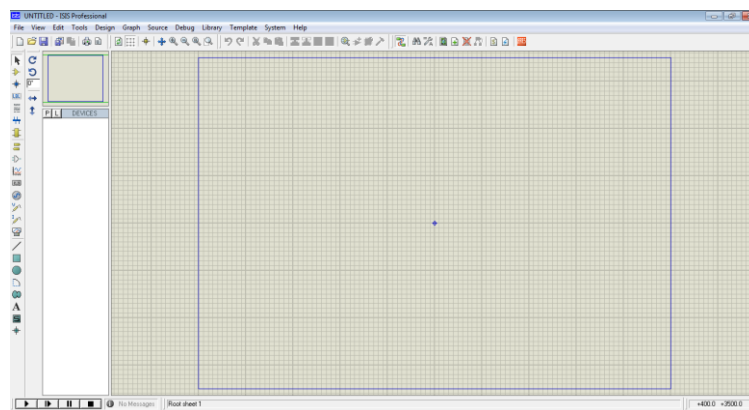 UNTITLED - ISIS Professional
File View Edit Tools Design Graph Source Debug Library Template System Help
P L DEVICES
A
No Messages
Root sheet 1
+400.0 +3500.0